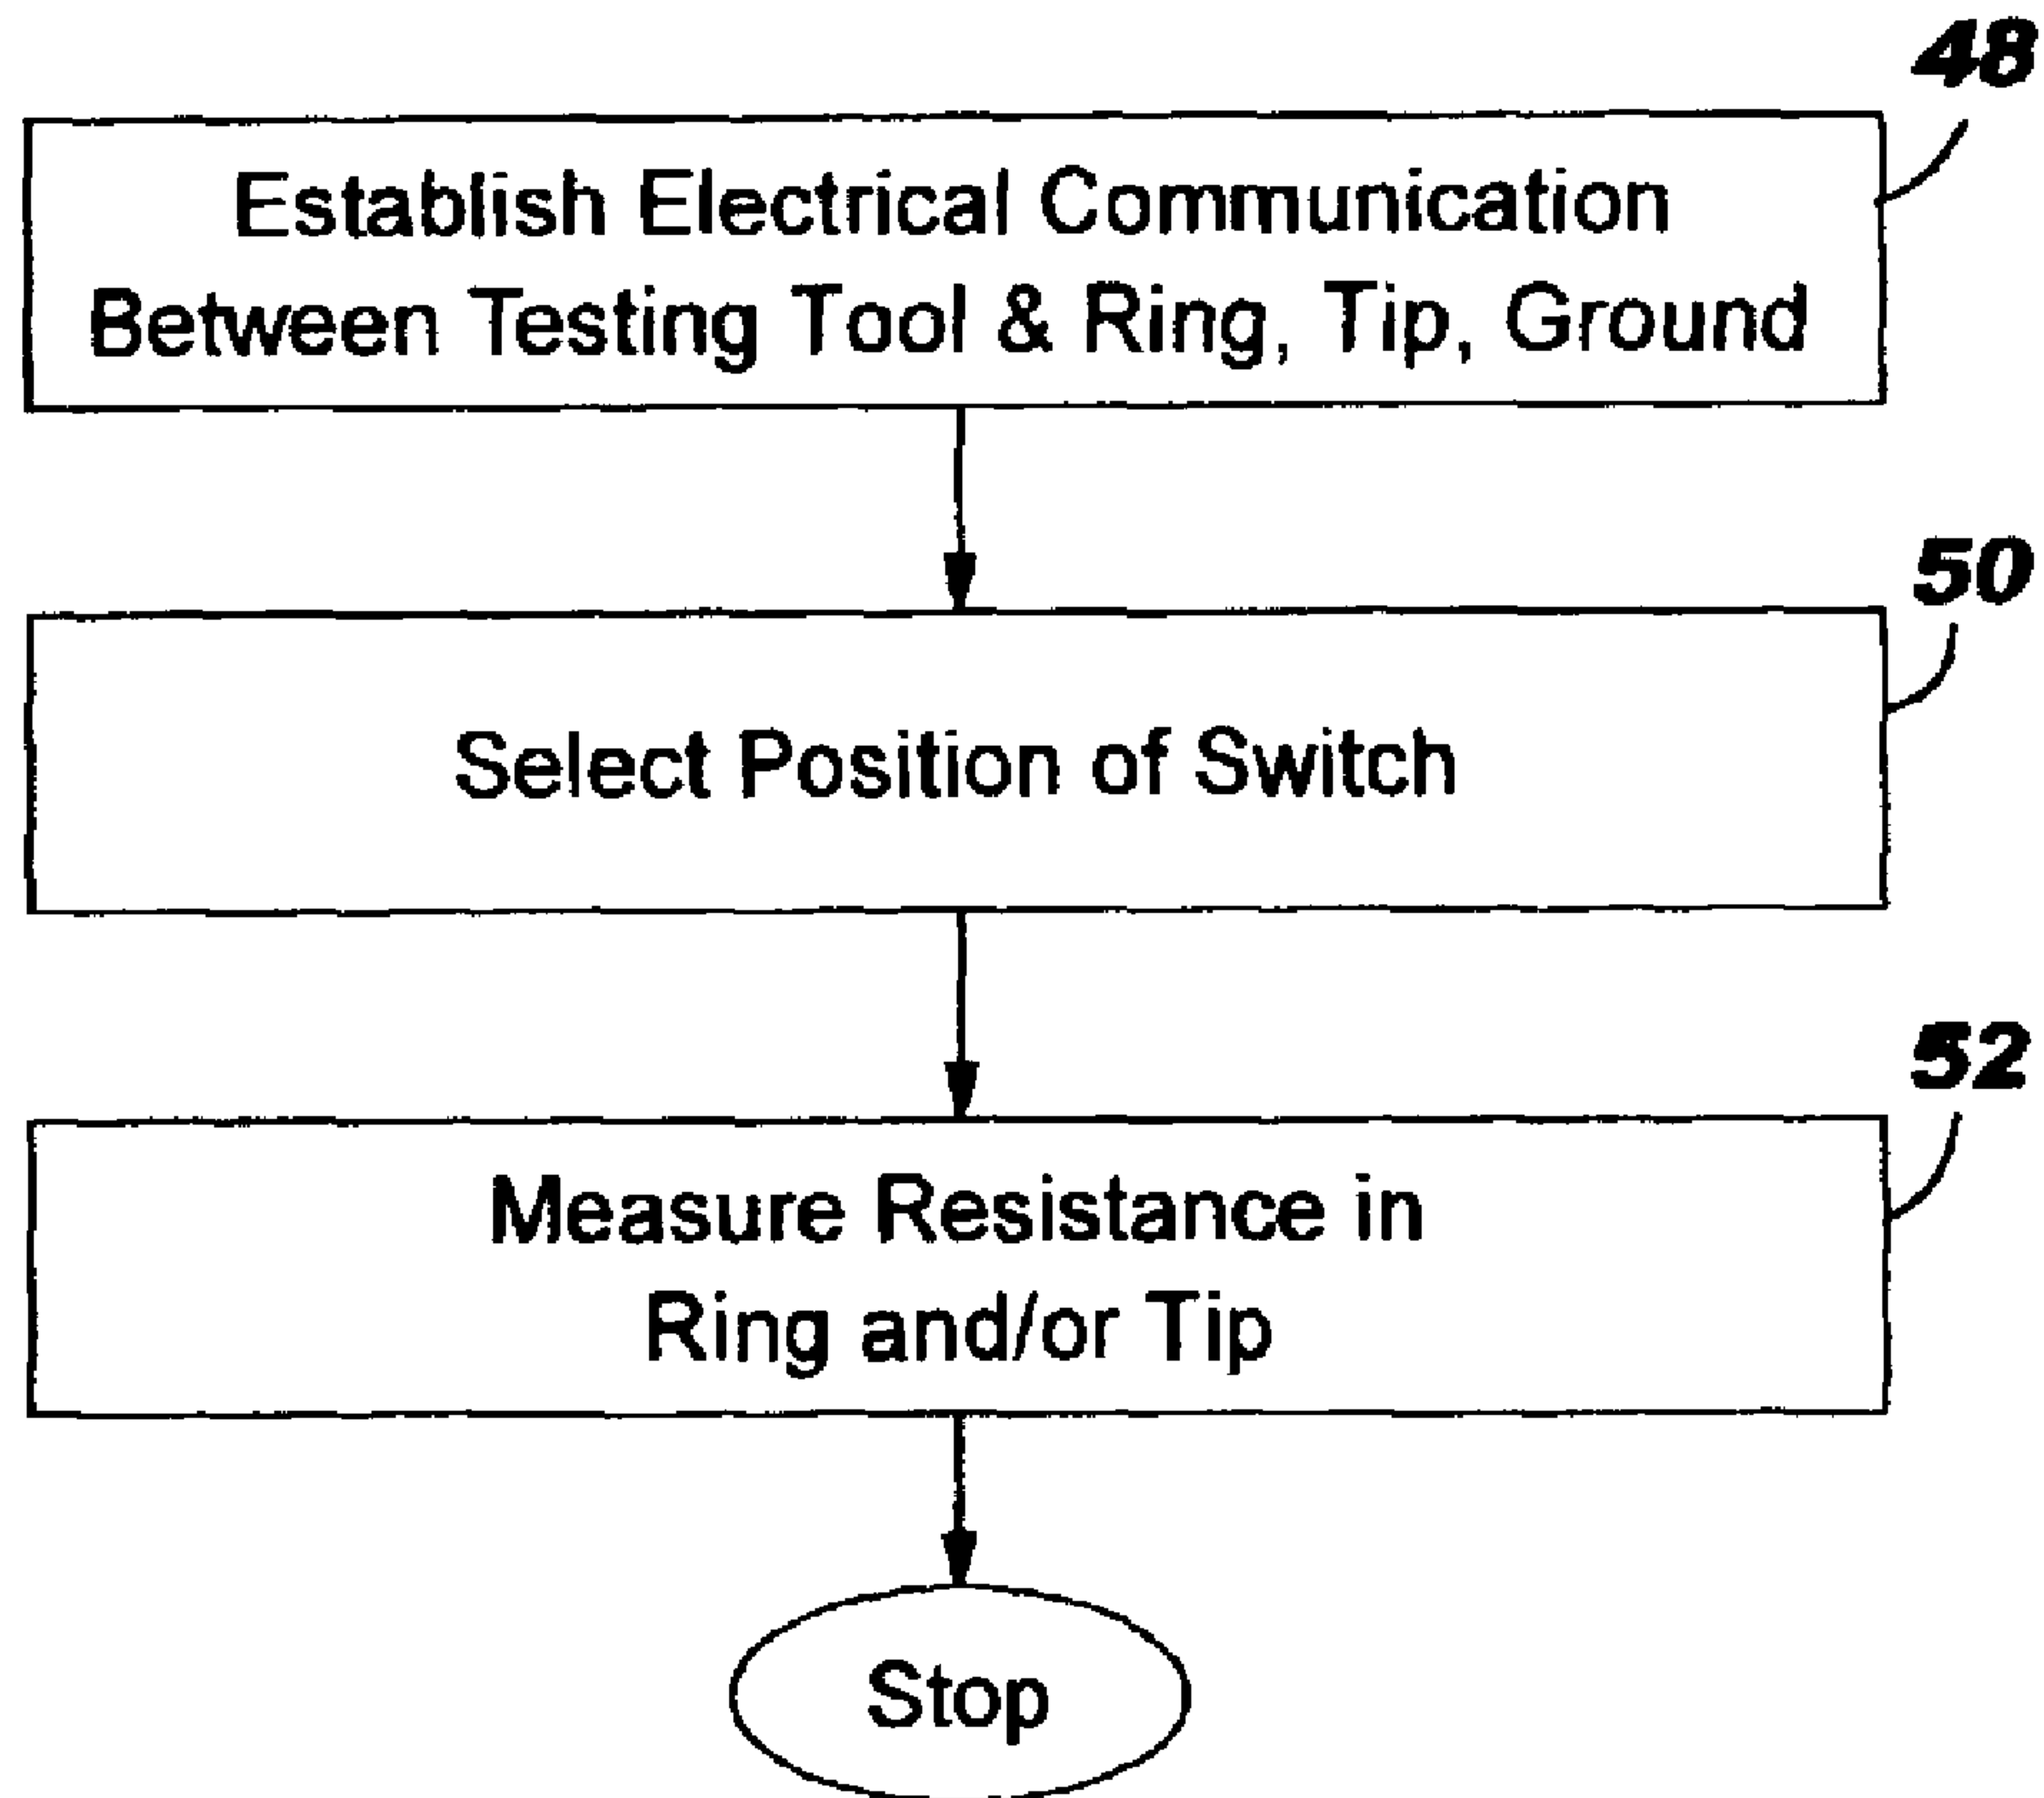 48
Establish Electrical Communication
Between Testing Tool & Ring, Tip, Ground
50
Select Position of Switch
52
Measure Resistance in
Ring and/or Tip
Stop